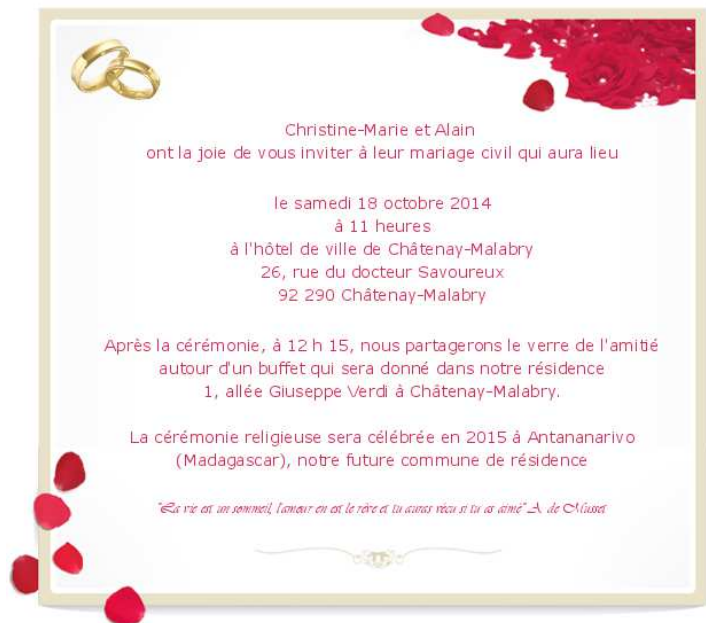 Christine-Marie et Alain
ont la joie de vous inviter à leur mariage civil qui aura lieu
le samedi 18 octobre 2014
à 11 heures
à l'hôtel de ville de Châtenay-Malabry
26, rue du docteur Savoureux
92 290 Châtenay-Malabry
Après la cérémonie, à 12 h 15, nous partagerons le verre de l'amitié
autour d'un buffet qui sera donné dans notre résidence
1, allée Giuseppe Verdi à Châtenay-Malabry.
La cérémonie religieuse sera célébrée en 2015 à Antananarivo
(Madagascar), notre future commune de résidence
"La vie est un sommeil, l'amour en est le rêve et tu auras vécu si tu as aimé" A. de Musset